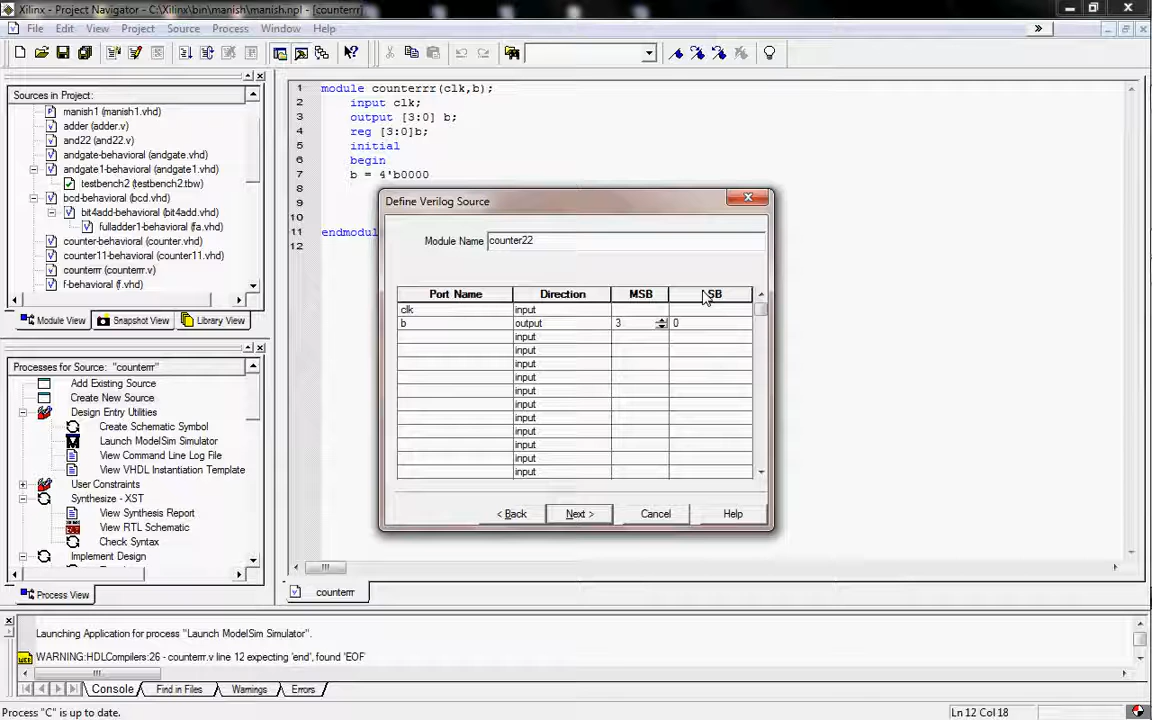 Xilinx - Project Navigator - C:\Xilinx\bin\manish\manish.npl - [counterrr]
File Edit View Project Source Process Window Help
Sources in Project:
manish1 (manish1.vhd)
adder (adder.v)
and22 (and22.v)
andgate-behavioral (andgate.vhd)
andgate1-behavioral (andgate1.vhd)
testbench2 (testbench2.tbw)
bcd-behavioral (bcd.vhd)
bit4add-behavioral (bit4add.vhd)
fulladder1-behavioral (fa.vhd)
counter-behavioral (counter.vhd)
counter11-behavioral (counter11.vhd)
counterrr (counterrr.v)
f-behavioral (f.vhd)
Module View Snapshot View Library View
Processes for Source: "counterrr"
Add Existing Source
Create New Source
Design Entry Utilities
Create Schematic Symbol
Launch ModelSim Simulator
View Command Line Log File
View VHDL Instantiation Template
User Constraints
Synthesize - XST
View Synthesis Report
View RTL Schematic
Check Syntax
Implement Design
Process View
1 module counterrr(clk,b);
2 input clk;
3 output [3:0] b;
4 reg [3:0]b;
5 initial
6 begin
7 b = 4'b0000
8
9
10
11 endmodul
12
Define Verilog Source
Module Name counter22
Port Name Direction MSB SB
clk input
b output 3 0
input
input
input
input
input
input
input
input
input
input
input
< Back Next > Cancel Help
counterrr
Launching Application for process "Launch ModelSim Simulator".
WARNING:HDLCompilers:26 - counterrr.v line 12 expecting 'end', found 'EOF'
Console Find in Files Warnings Errors
Process "C" is up to date. Ln 12 Col 18